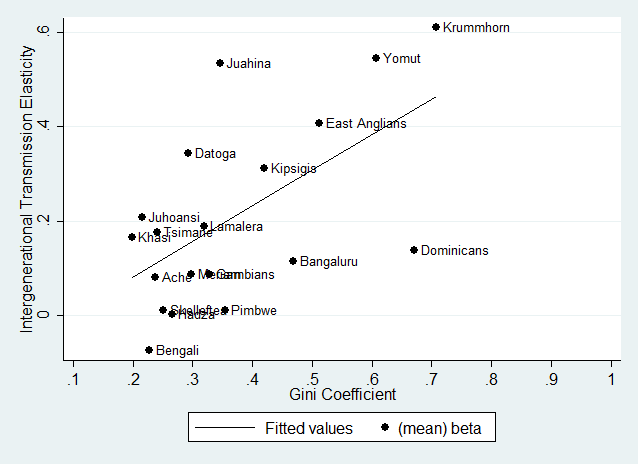 Intergenerational Transmission Elasticity
.6
.4
.2
0
Krummhorn
Yomut
Juahina
East Anglians
Datoga
Kipsigis
Juhoansi
Lamalera
Tsimane
Khasi
Dominicans
Bangaluru
Ache
Meriam
Gambians
Skelleftea
Pimbwe
Hadza
Bengali
.1 .2 .3 .4 .5 .6 .7 .8 .9 1
Gini Coefficient
Fitted values (mean) beta